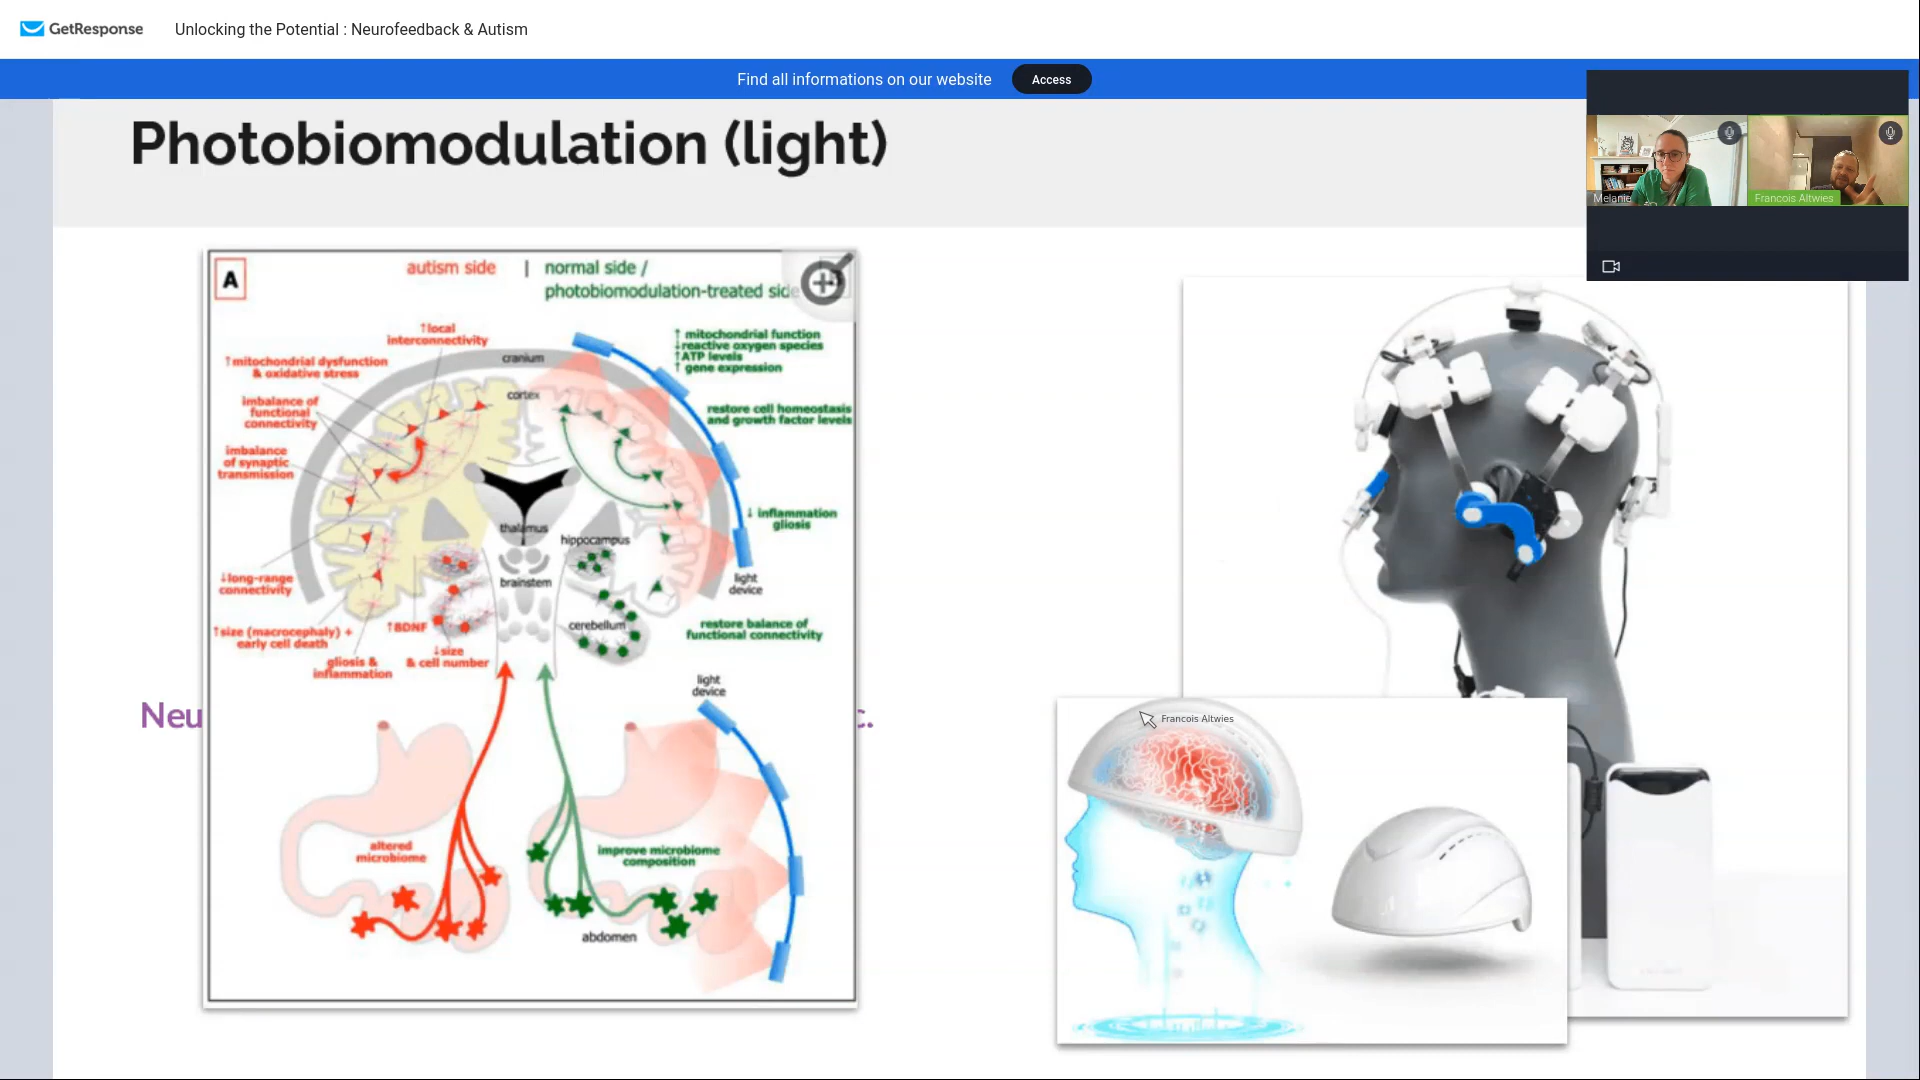 GetResponse
Unlocking the Potential : Neurofeedback & Autism
Find all informations on our website
Access
Photobiomodulation (light)
Melanie
Francois Altwies
A
autism side | normal side /
photobiomodulation-treated side
↑local
interconnectivity
cranium
↑mitochondrial dysfunction
& oxidative stress
cortex
imbalance of
functional
connectivity
imbalance
of synaptic
transmission
↑ mitochondrial function
↓reactive oxygen species
↑ATP levels
↑ gene expression
restore cell homeostasis
and growth factor levels
↓ inflammation
gliosis
thalamus
hippocampus
brainstem
light
device
↓long-range
connectivity
↑size (macrocephaly) +
early cell death
↑BDNF
cerebellum
restore balance of
functional connectivity
↓size
& cell number
gliosis &
inflammation
light
device
Neu
c.
Francois Altwies
altered
microbiome
improve microbiome
composition
abdomen